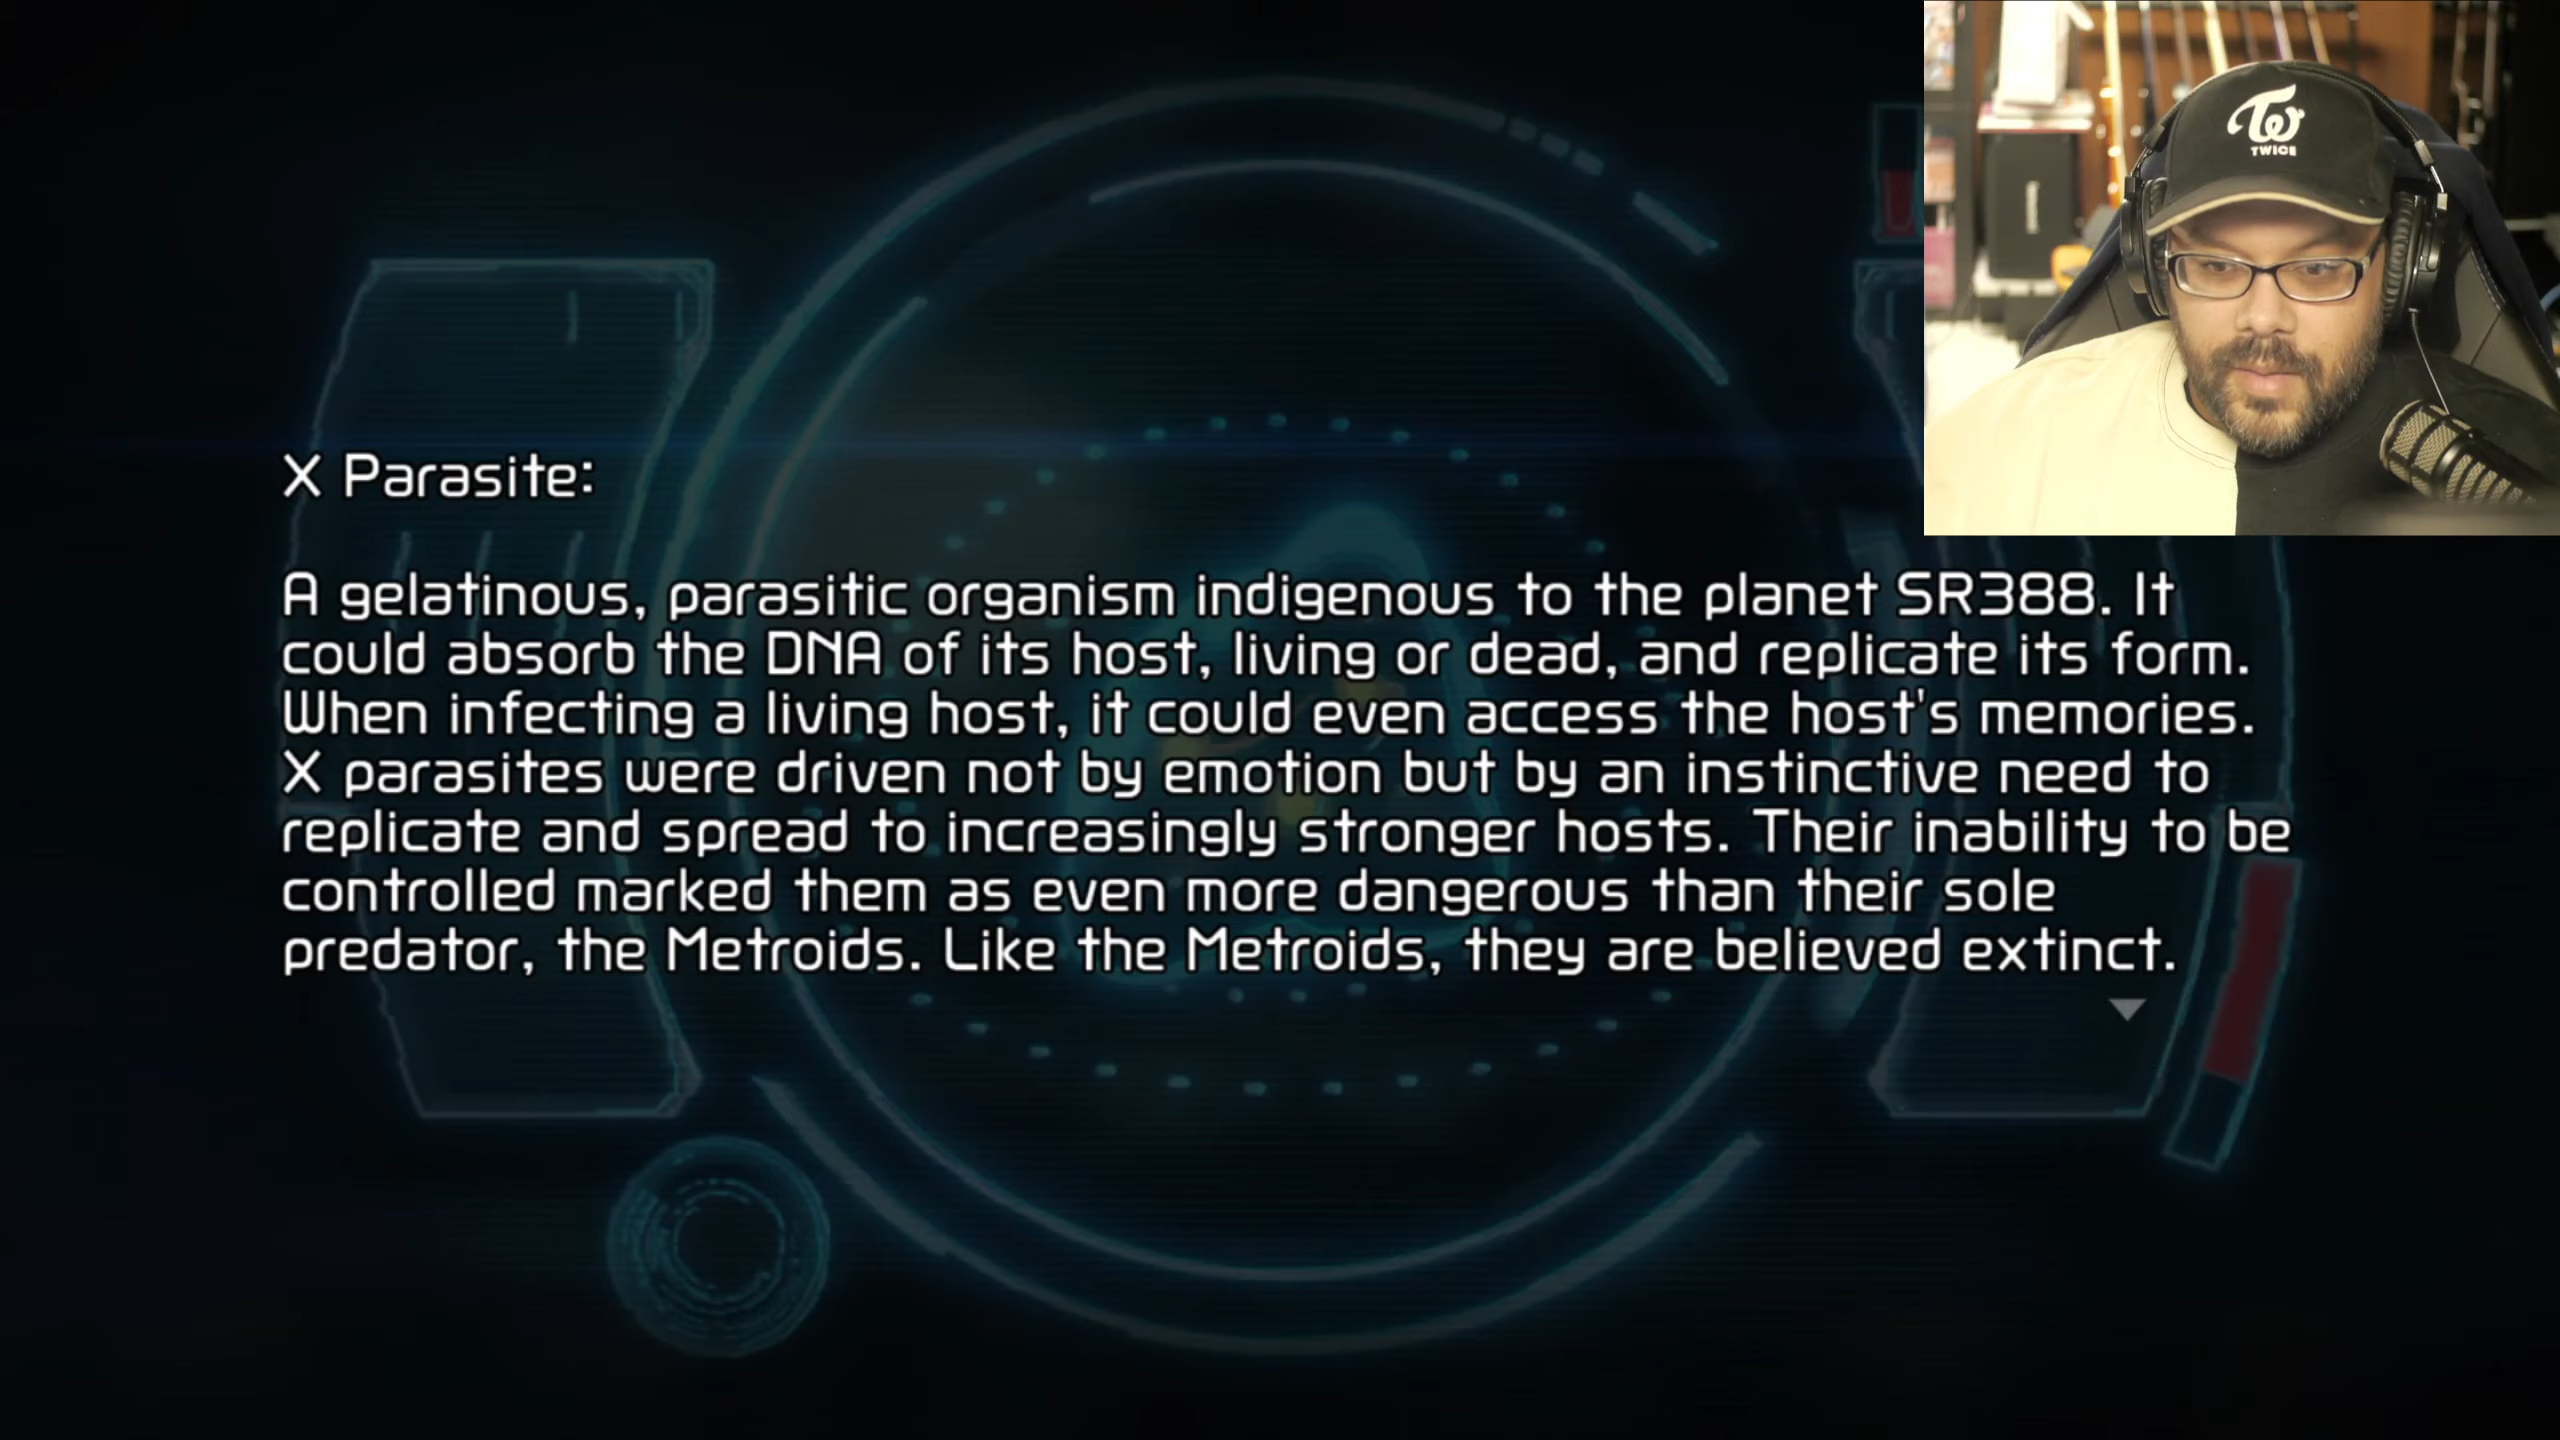 TW
TWICE
X Parasite:
A gelatinous, parasitic organism indigenous to the planet SR388. It
could absorb the DNA of its host, living or dead, and replicate its form.
When infecting a living host, it could even access the host's memories.
X parasites were driven not by emotion but by an instinctive need to
replicate and spread to increasingly stronger hosts. Their inability to be
controlled marked them as even more dangerous than their sole
predator, the Metroids. Like the Metroids, they are believed extinct.